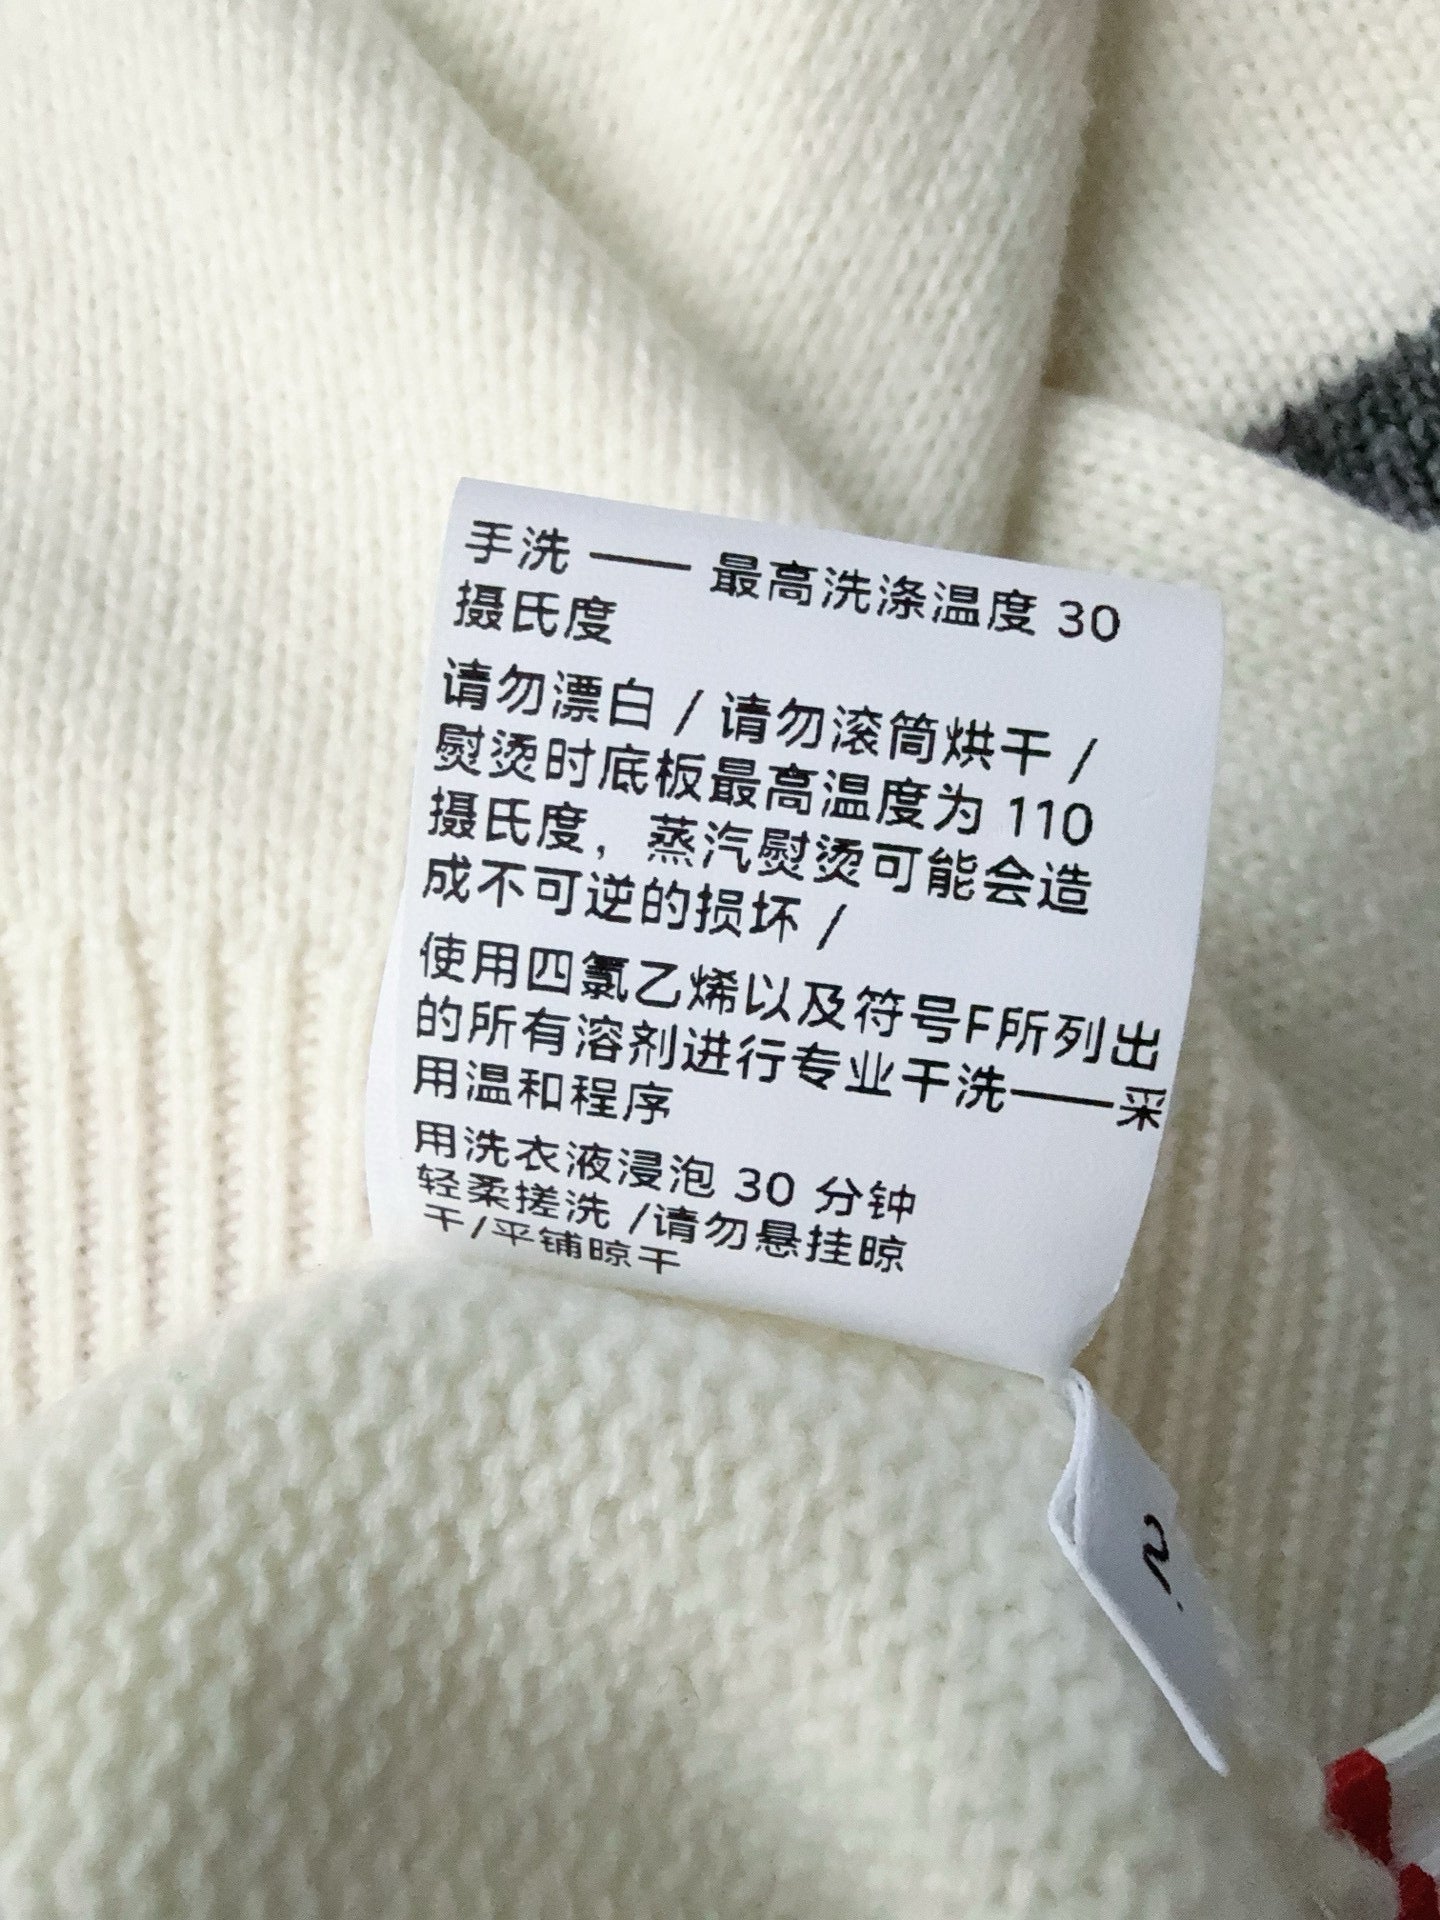 手洗 —— 最高洗涤温度 30
摄氏度
请勿漂白 / 请勿滚筒烘干 /
熨烫时底板最高温度为 110
摄氏度，蒸汽熨烫可能会造
成不可逆的损坏 /
使用四氯乙烯以及符号F所列出
的所有溶剂进行专业干洗——采
用温和程序
用洗衣液浸泡 30 分钟
轻柔搓洗 /请勿悬挂晾
干/平铺晾干